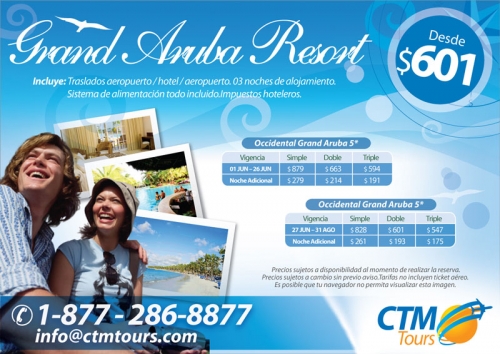 Grand Aruba Resort
Desde
$601
Incluye: Traslados aeropuerto / hotel / aeropuerto. 03 noches de alojamiento.
Sistema de alimentación todo incluido.Impuestos hoteleros.
Occidental Grand Aruba 5*
Vigencia Simple Doble Triple
01 JUN - 26 JUN $ 879 $ 663 $ 594
Noche Adicional $ 279 $ 214 $ 191
Occidental Grand Aruba 5*
Vigencia Simple Doble Triple
27 JUN - 31 AGO $ 828 $ 601 $ 547
Noche Adicional $ 261 $ 193 $ 175
Precios sujetos a disponibilidad al momento de realizar la reserva.
Precios sujetos a cambio sin previo aviso.Tarifas no incluyen ticket aéreo.
Es posible que tu navegador no permita visualizar esta imagen.
1-877 - 286-8877
info@ctmtours.com
CTM
Tours